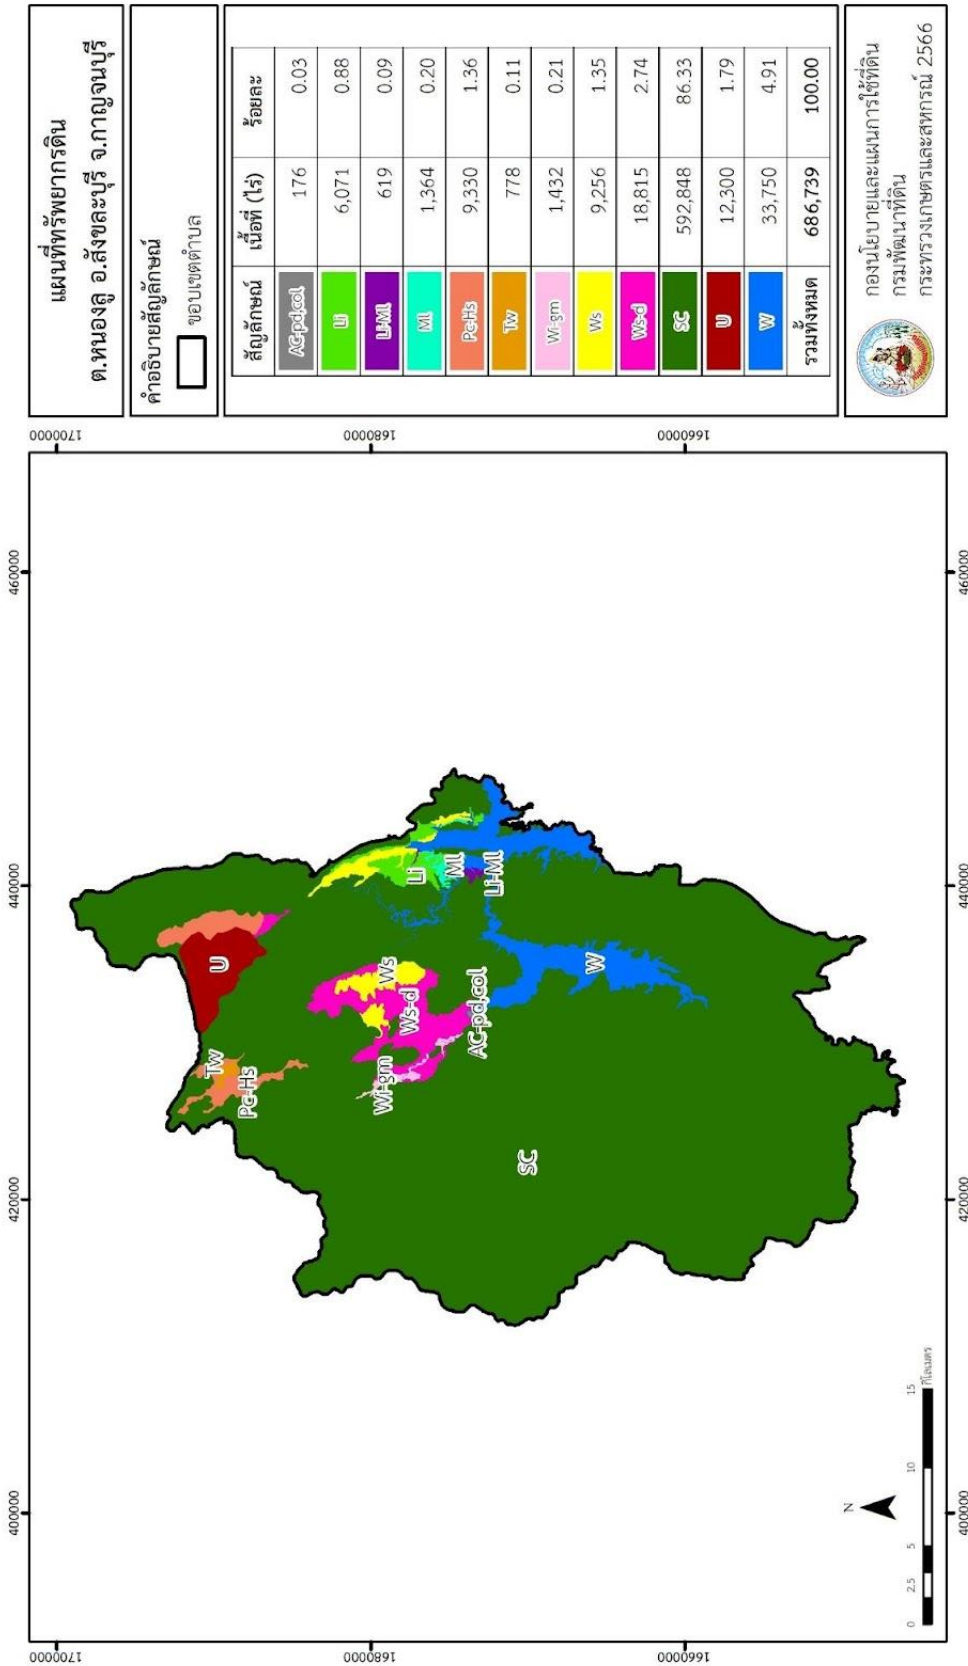 แผนที่ทรัพยากรดิน
ต.หนองลู อ.สังขละบุรี จ.กาญจนบุรี
คำอธิบายสัญลักษณ์
ขอบเขตตำบล
สัญลักษณ์ เนื้อที่ (ไร่) ร้อยละ
AC-pd,col 176 0.03
Li 6,071 0.88
Li-Ml 619 0.09
Ml 1,364 0.20
Pc-Hs 9,330 1.36
Tw 778 0.11
Wi-gm 1,432 0.21
Ws 9,256 1.35
Ws-d 18,815 2.74
SC 592,848 86.33
U 12,300 1.79
W 33,750 4.91
รวมทั้งหมด 686,739 100.00
กองนโยบายและแผนการใช้ที่ดิน
กรมพัฒนาที่ดิน
กระทรวงเกษตรและสหกรณ์ 2566
400000 420000 440000 460000
1700000 1700000
1680000 1680000
1660000 1660000
U
Tw
Pc-Hs
Li
Ml
Li-Ml
Ws
Ws-d
Wi-gm
AC-pd,col
W
SC
N
0 2.5 5 10 15
กิโลเมตร
400000 420000 440000 460000